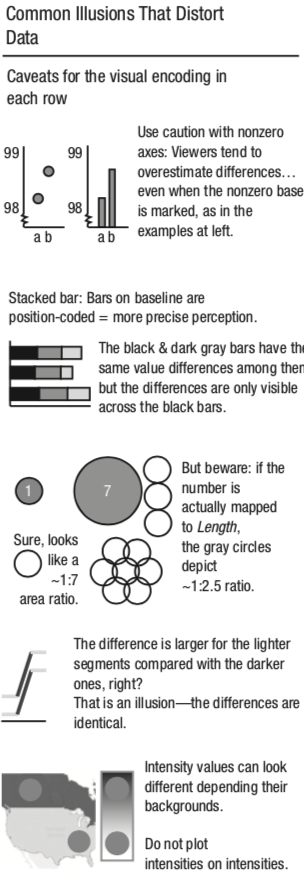 Common Illusions That Distort
Data
Caveats for the visual encoding in
each row
99
98
a b
99
98
a b
Use caution with nonzero
axes: Viewers tend to
overestimate differences…
even when the nonzero base
is marked, as in the
examples at left.
Stacked bar: Bars on baseline are
position-coded = more precise perception.
The black & dark gray bars have the
same value differences among them
but the differences are only visible
across the black bars.
1
7
Sure, looks
like a
~1:7
area ratio.
But beware: if the
number is
actually mapped
to Length,
the gray circles
depict
~1:2.5 ratio.
The difference is larger for the lighter
segments compared with the darker
ones, right?
That is an illusion—the differences are
identical.
Intensity values can look
different depending their
backgrounds.
Do not plot
intensities on intensities.